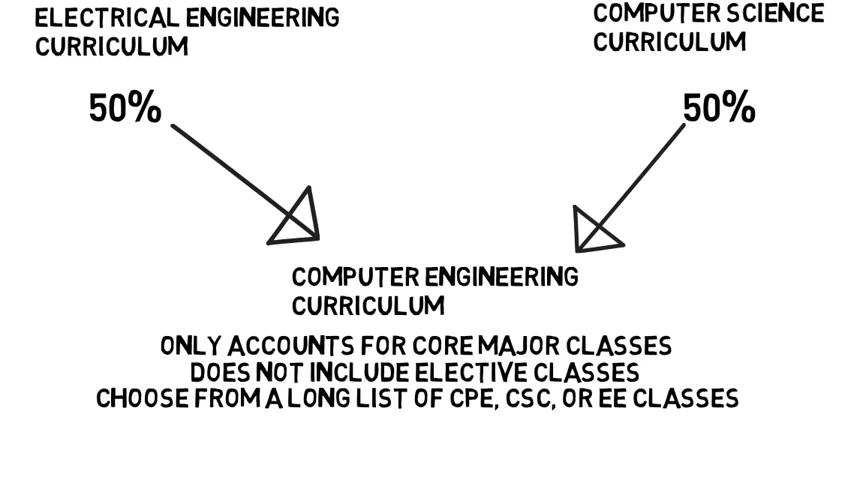 ELECTRICAL ENGINEERING
CURRICULUM
COMPUTER SCIENCE
CURRICULUM
50%
50%
COMPUTER ENGINEERING
CURRICULUM
ONLY ACCOUNTS FOR CORE MAJOR CLASSES
DOES NOT INCLUDE ELECTIVE CLASSES
CHOOSE FROM A LONG LIST OF CPE, CSC, OR EE CLASSES